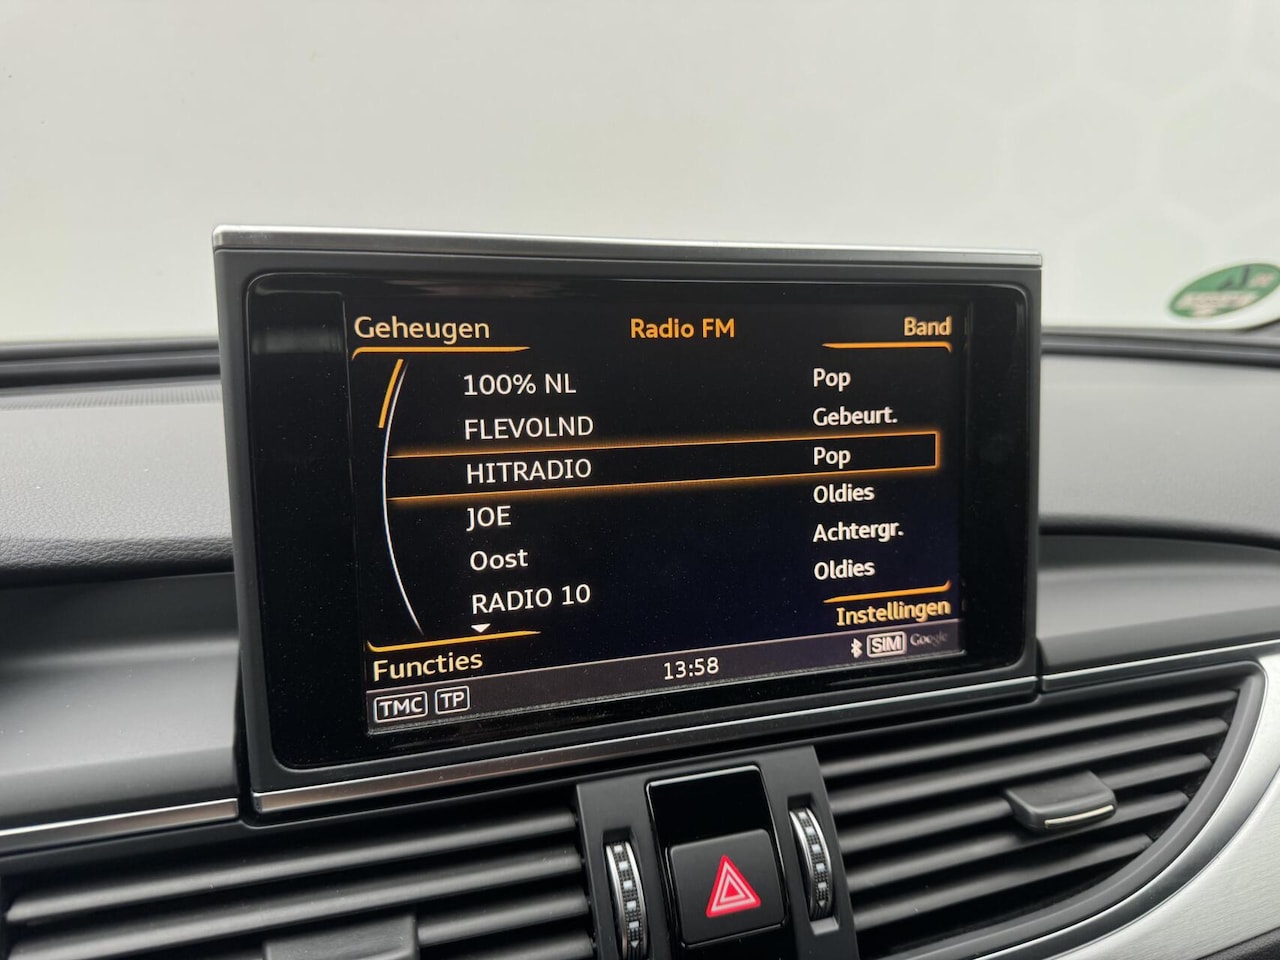 Geheugen Radio FM Band
100% NL Pop
FLEVOLND Gebeurt.
HITRADIO Pop
JOE Oldies
Oost Achtergr.
RADIO 10 Oldies
Instellingen
Functies
TMC TP 13:58 SIM Google